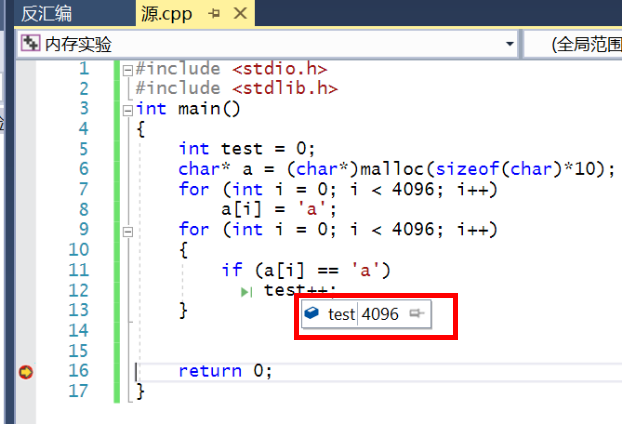 反汇编 源.cpp
内存实验 (全局范围
1 #include <stdio.h>
2 #include <stdlib.h>
3 int main()
4 {
5 int test = 0;
6 char* a = (char*)malloc(sizeof(char)*10);
7 for (int i = 0; i < 4096; i++)
8 a[i] = 'a';
9 for (int i = 0; i < 4096; i++)
10 {
11 if (a[i] == 'a')
12 test++;
13 }
test 4096
14
15
16 return 0;
17 }